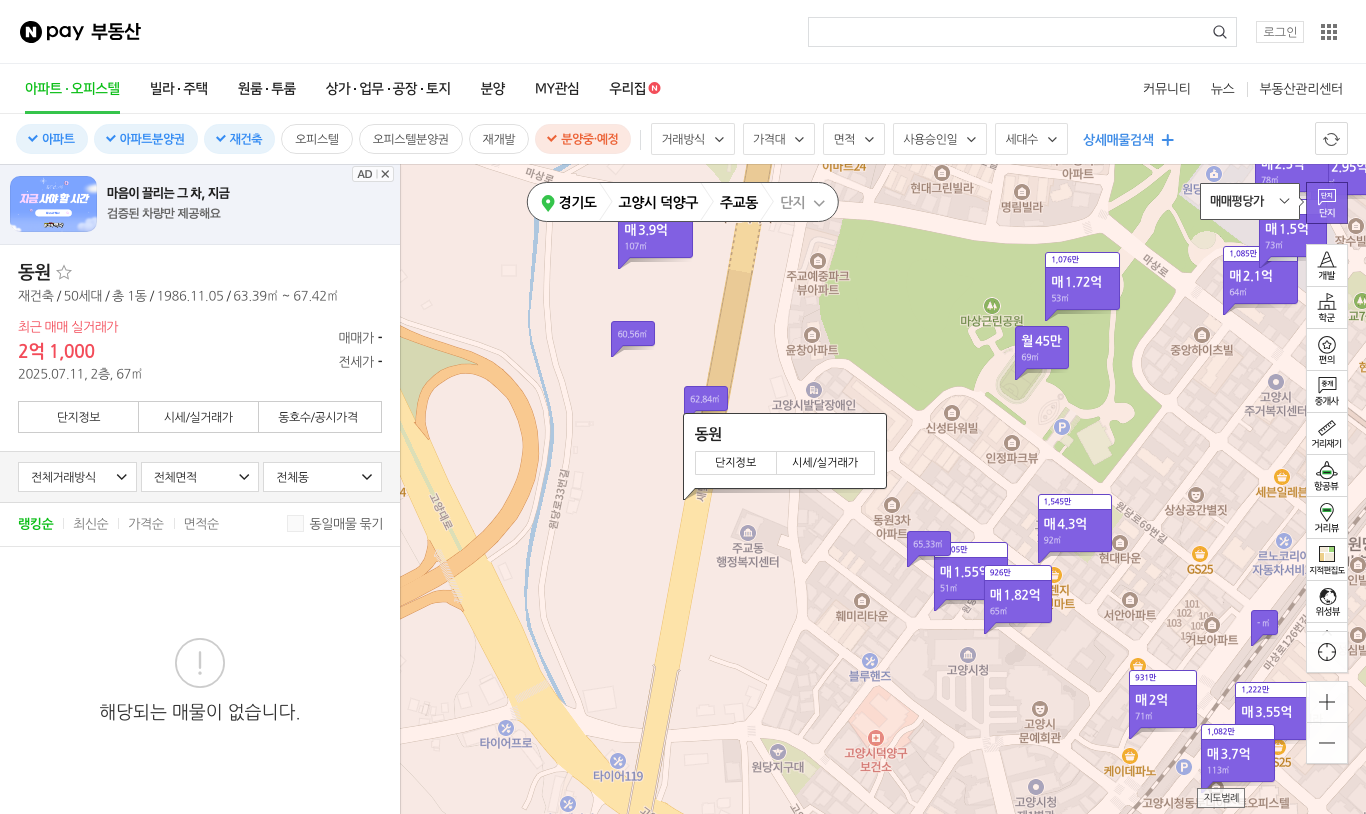 N pay 부동산
로그인
아파트·오피스텔
빌라·주택
원룸·투룸
상가·업무·공장·토지
분양
MY관심
우리집 N
커뮤니티
뉴스
부동산관리센터
아파트
아파트분양권
재건축
오피스텔
오피스텔분양권
재개발
분양중·예정
거래방식
가격대
면적
사용승인일
세대수
상세매물검색
지금 사야 할 시간
마음이 끌리는 그 차, 지금
검증된 차량만 제공해요
AD
동원
재건축 / 50세대 / 총 1동 / 1986.11.05 / 63.39㎡ ~ 67.42㎡
최근 매매 실거래가
2억 1,000
2025.07.11, 2층, 67㎡
매매가 -
전세가 -
단지정보
시세/실거래가
동호수/공시가격
전체거래방식
전체면적
전체동
랭킹순
최신순
가격순
면적순
동일매물 묶기
해당되는 매물이 없습니다.
경기도
고양시 덕양구
주교동
단지
매매평당가
단지
단지
개발
학군
편의
중개
중개사
거리재기
항공뷰
거리뷰
지적편집도
위성뷰
지도범례
마상로
이마트24
현대그린빌라
명림빌라
마상공원
아파트
매3.9억
107㎡
60.56㎡
62.84㎡
동원
단지정보
시세/실거래가
주교예중파크
뷰아파트
윤창아파트
고양시발달장애인
마상근린공원
1,076만
매1.72억
53㎡
월45만
69㎡
78㎡
2.95억
매1.5억
73㎡
1,085만
매2.1억
64㎡
마상로
중앙하이츠빌
고양시
주거복지센터
신성타워빌
인정파크뷰
세븐일레븐
상상공간별짓
원당로69번길
동원3차
아파트
65.33㎡
매1.55억
51㎡
926만
매1.82억
65㎡
1,545만
매4.3억
92㎡
현대타운
GS25
르노코리아
자동차서비스
주교동
행정복지센터
훼미리타운
서안아파트
101
102
104
103
105
거보아파트
- ㎡
마상로126번길
고양시청
블루핸즈
고양대로
원당로33번길
타이어프로
타이어119
원당지구대
고양시덕양구
보건소
고양시
문예회관
931만
매2억
71㎡
1,222만
매3.55억
1,082만
매3.7억
113㎡
케이데파노
고양시청